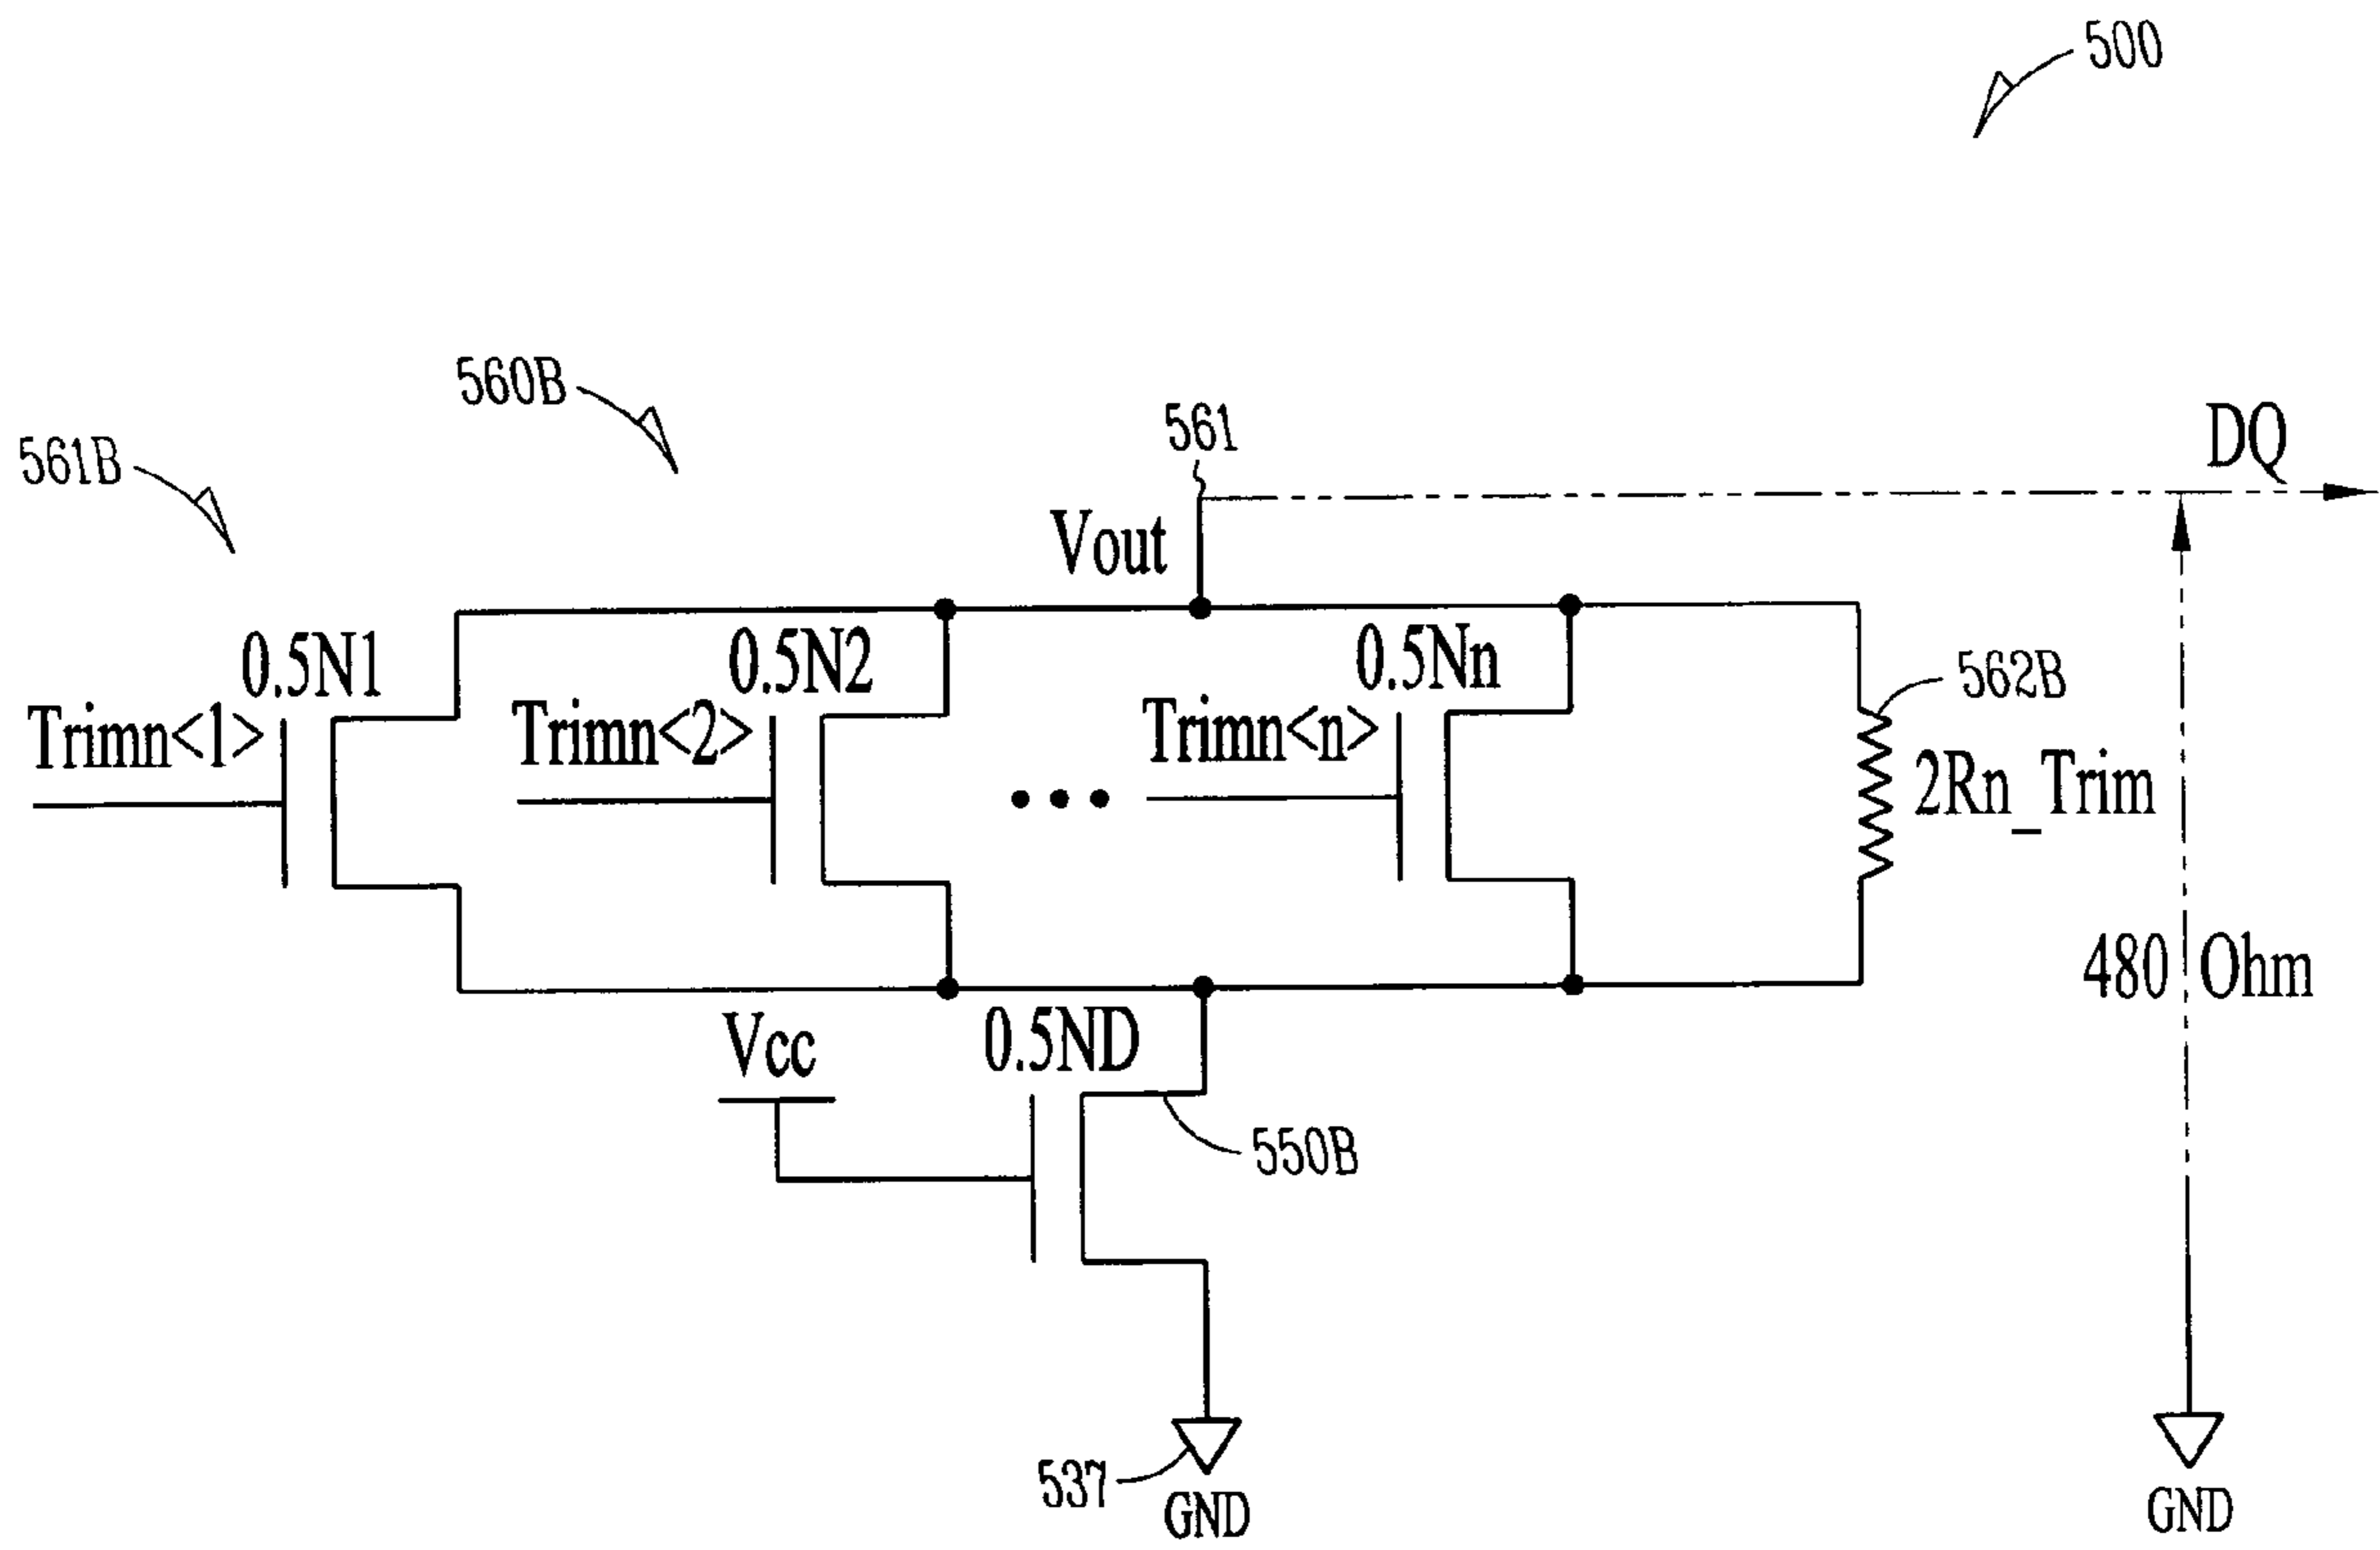 500
560B
561
DQ
561B
Vout
0.5N1
0.5N2
0.5Nn
562B
Trimn<1>
Trimn<2>
Trimn<n>
2Rn_Trim
480 Ohm
Vcc
0.5ND
550B
537
GND
GND